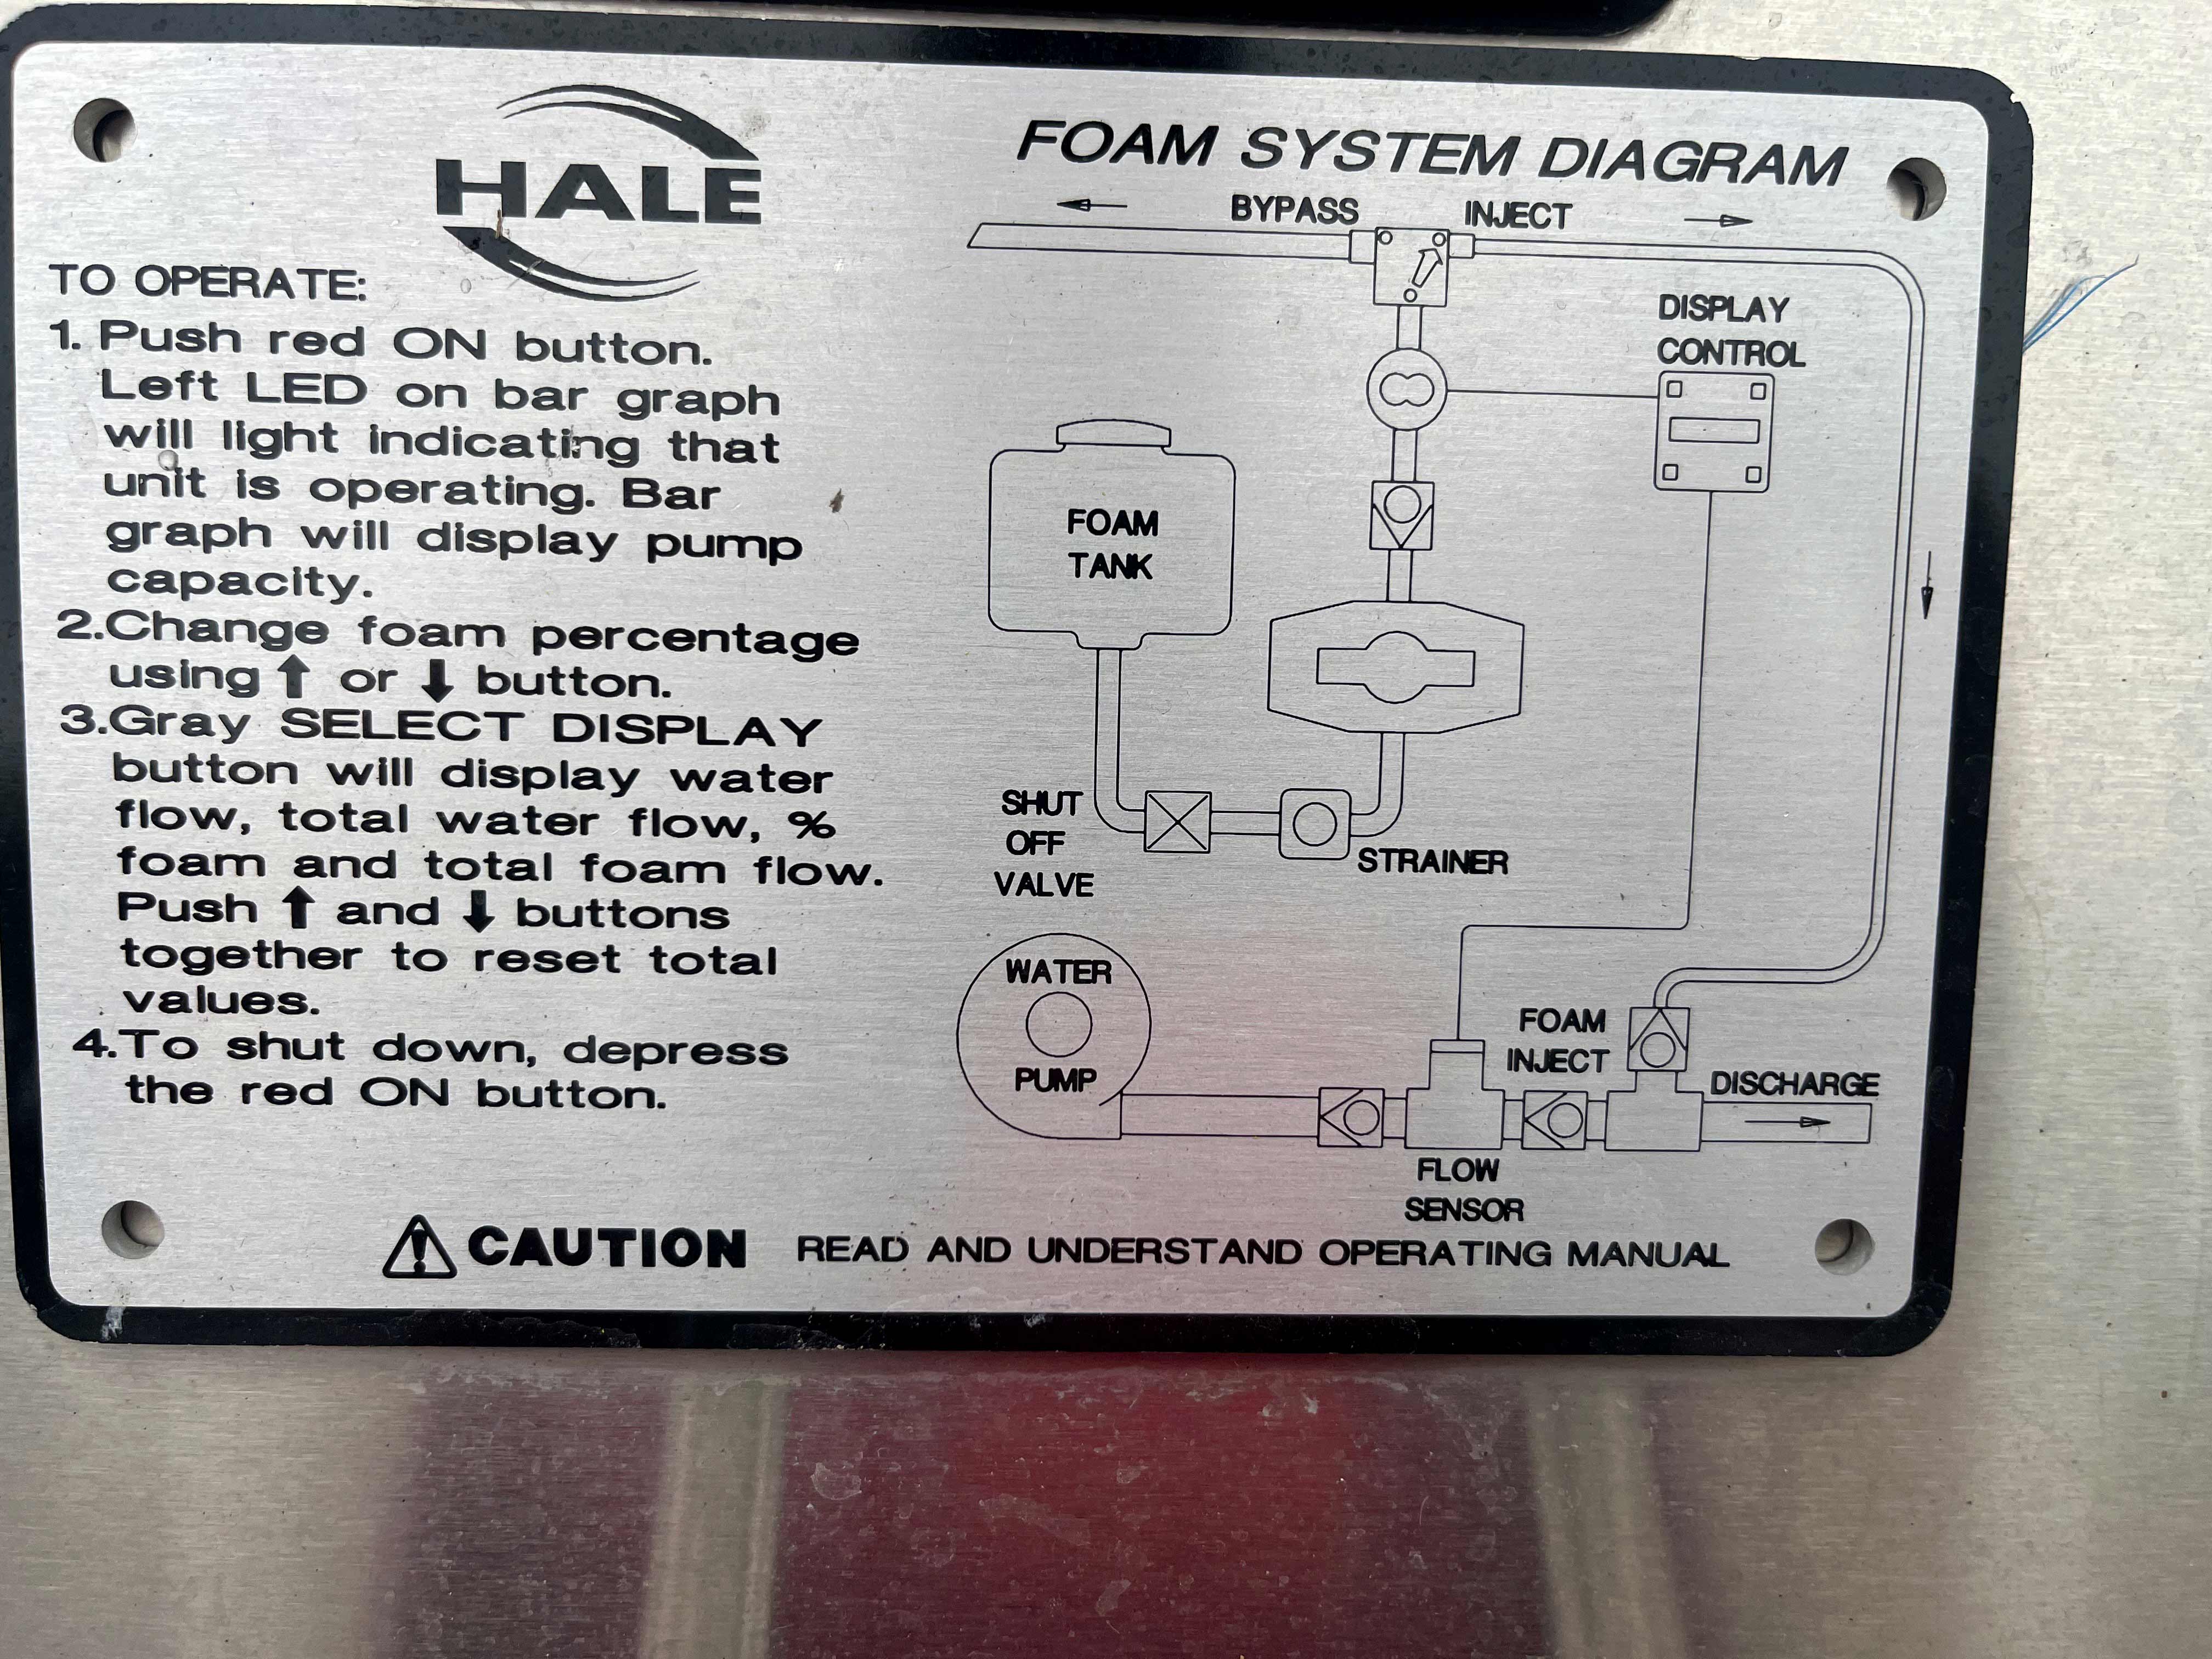 HALE
TO OPERATE:
1. Push red ON button.
Left LED on bar graph
will light indicating that
unit is operating. Bar
graph will display pump
capacity.
2.Change foam percentage
using ↑ or ↓ button.
3.Gray SELECT DISPLAY
button will display water
flow, total water flow, %
foam and total foam flow.
Push ↑ and ↓ buttons
together to reset total
values.
4.To shut down, depress
the red ON button.
FOAM SYSTEM DIAGRAM
BYPASS INJECT
DISPLAY
CONTROL
FOAM
TANK
SHUT
OFF
VALVE
STRAINER
WATER
PUMP
FOAM
INJECT
DISCHARGE
FLOW
SENSOR
CAUTION READ AND UNDERSTAND OPERATING MANUAL